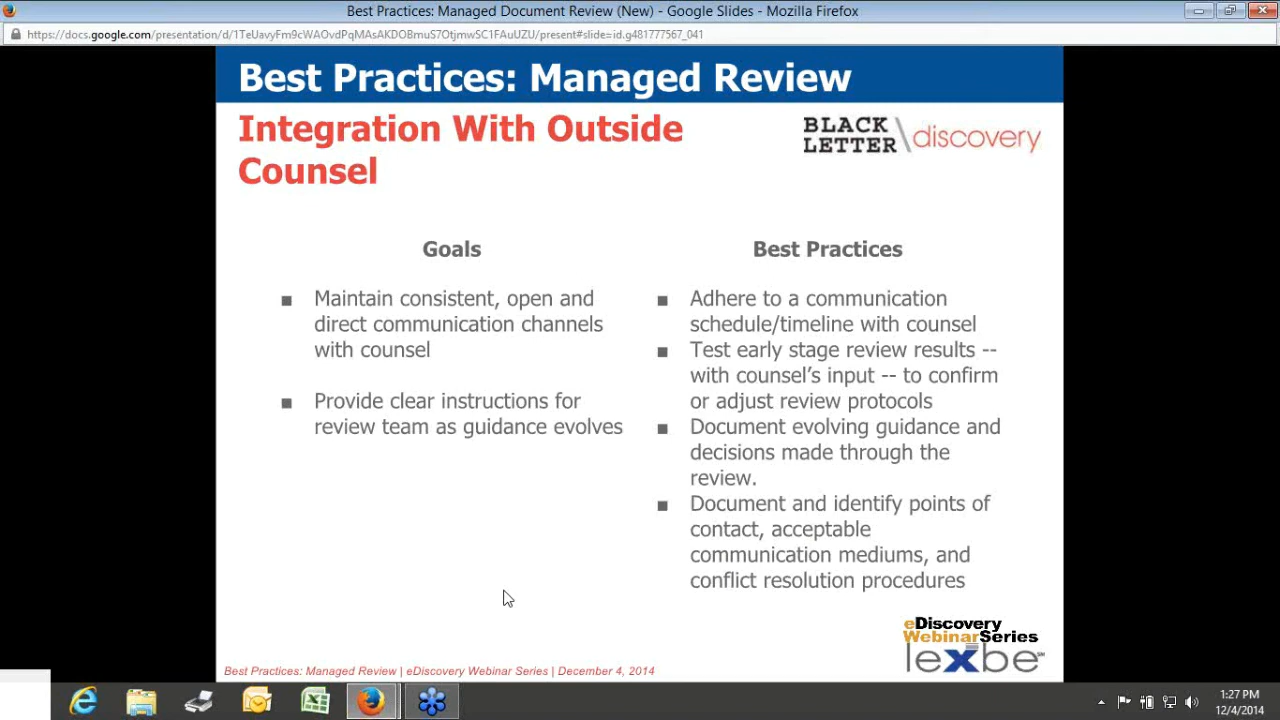 Best Practices: Managed Document Review (New) - Google Slides - Mozilla Firefox
https://docs.google.com/presentation/d/1TeUavyFm9cWAOvdPqMAsAKDOBmuS7OtjmwSC1FAuUZU/present#slide=id.g481777567_041
Best Practices: Managed Review
Integration With Outside
Counsel
BLACK
LETTER
discovery
Goals
■ Maintain consistent, open and
direct communication channels
with counsel
■ Provide clear instructions for
review team as guidance evolves
Best Practices
■ Adhere to a communication
schedule/timeline with counsel
■ Test early stage review results --
with counsel's input -- to confirm
or adjust review protocols
■ Document evolving guidance and
decisions made through the
review.
■ Document and identify points of
contact, acceptable
communication mediums, and
conflict resolution procedures
eDiscovery
WebinarSeries
lexbe
SM
Best Practices: Managed Review | eDiscovery Webinar Series | December 4, 2014
1:27 PM
12/4/2014